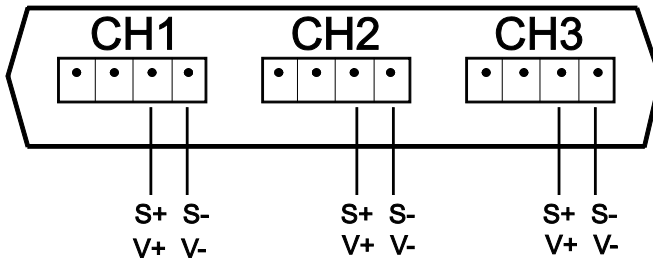 CH1 CH2 CH3
S+ S- S+ S- S+ S-
V+ V- V+ V- V+ V-